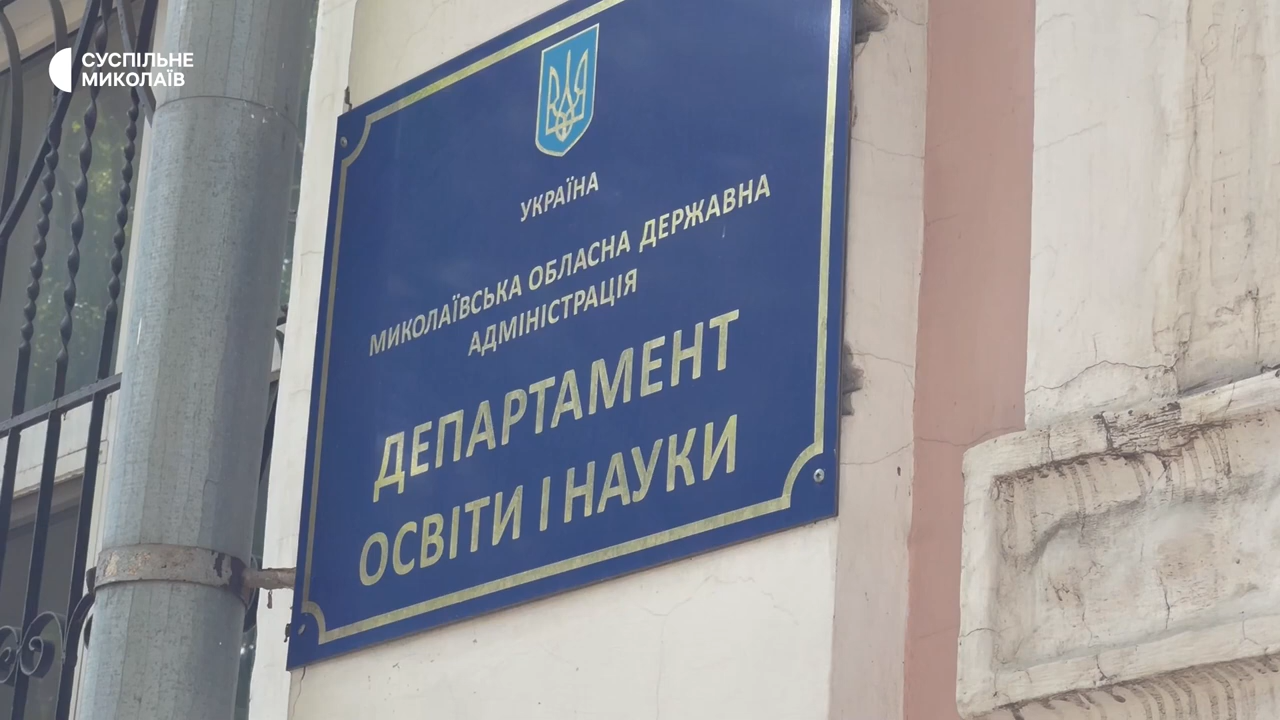 СУСПІЛЬНЕ
МИКОЛАЇВ
УКРАЇНА
МИКОЛАЇВСЬКА ОБЛАСНА ДЕРЖАВНА
АДМІНІСТРАЦІЯ
ДЕПАРТАМЕНТ
ОСВІТИ І НАУКИ